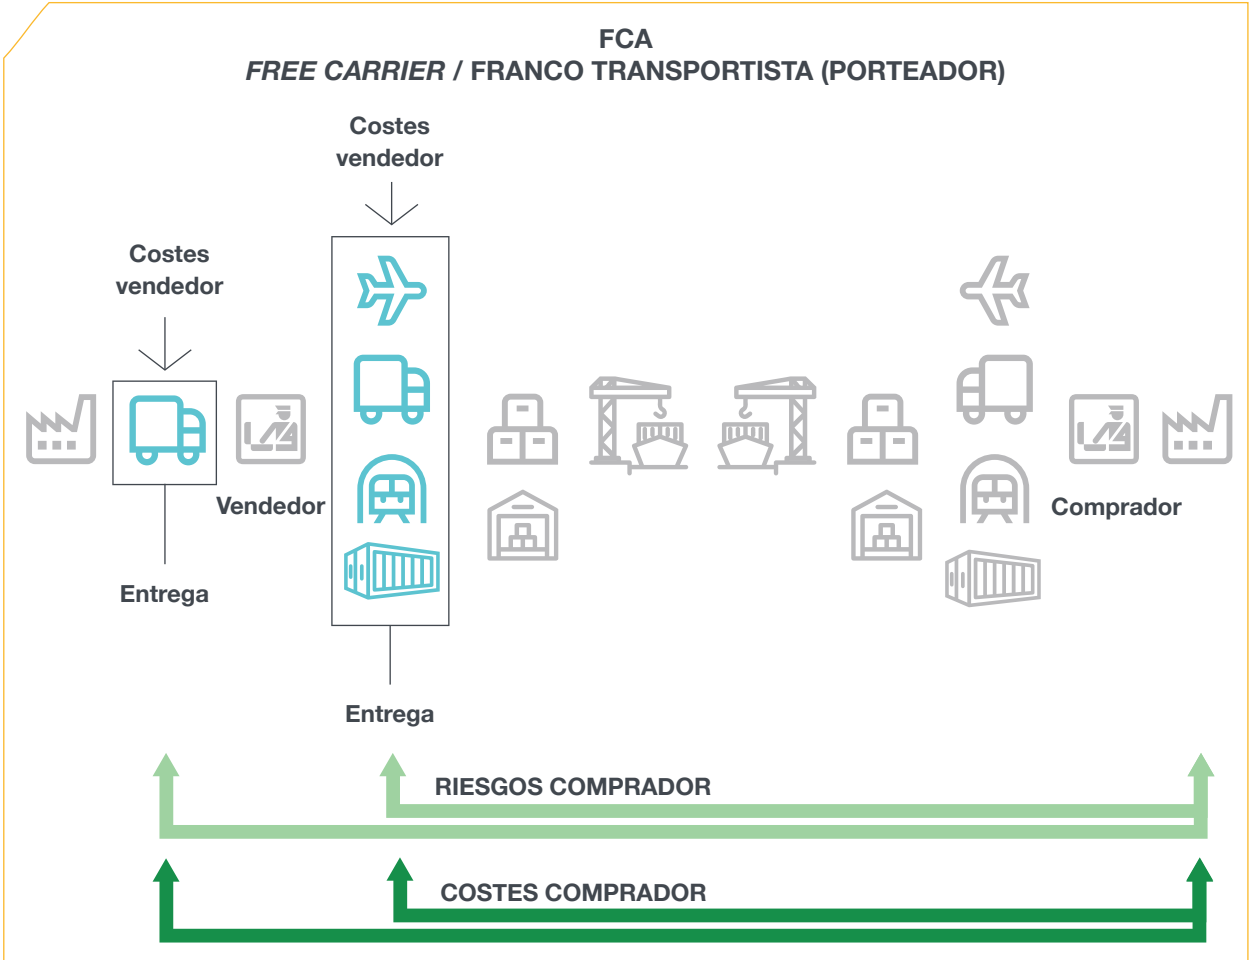 FCA
FREE CARRIER / FRANCO TRANSPORTISTA (PORTEADOR)
Costes
vendedor
Costes
vendedor
Vendedor
Comprador
Entrega
Entrega
RIESGOS COMPRADOR
COSTES COMPRADOR